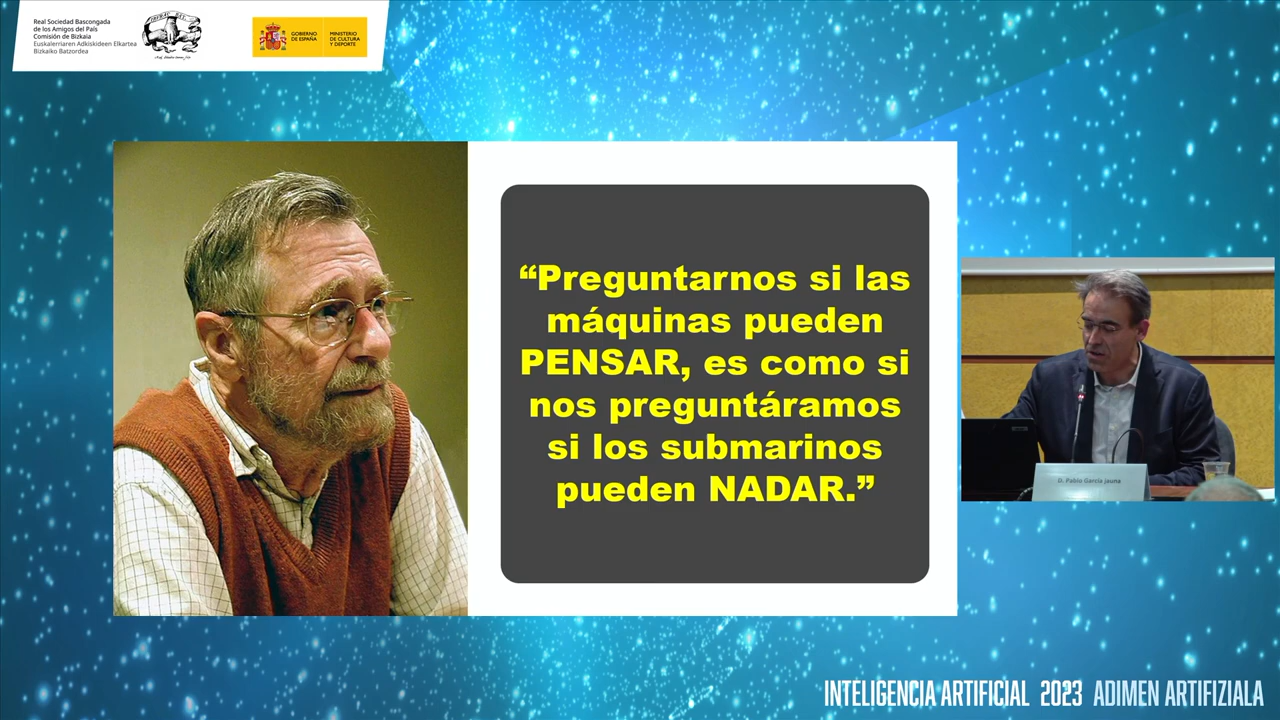 Real Sociedad Bascongada
de los Amigos del País
Comisión de Bizkaia
Euskalerriaren Adkiskideen Elkartea
Bizkaiko Batzordea
GOBIERNO
DE ESPAÑA
MINISTERIO
DE CULTURA
Y DEPORTE
“Preguntarnos si las
máquinas pueden
PENSAR, es como si
nos preguntáramos
si los submarinos
pueden NADAR.”
D. Pablo García jauna
INTELIGENCIA ARTIFICIAL 2023 ADIMEN ARTIFIZIALA